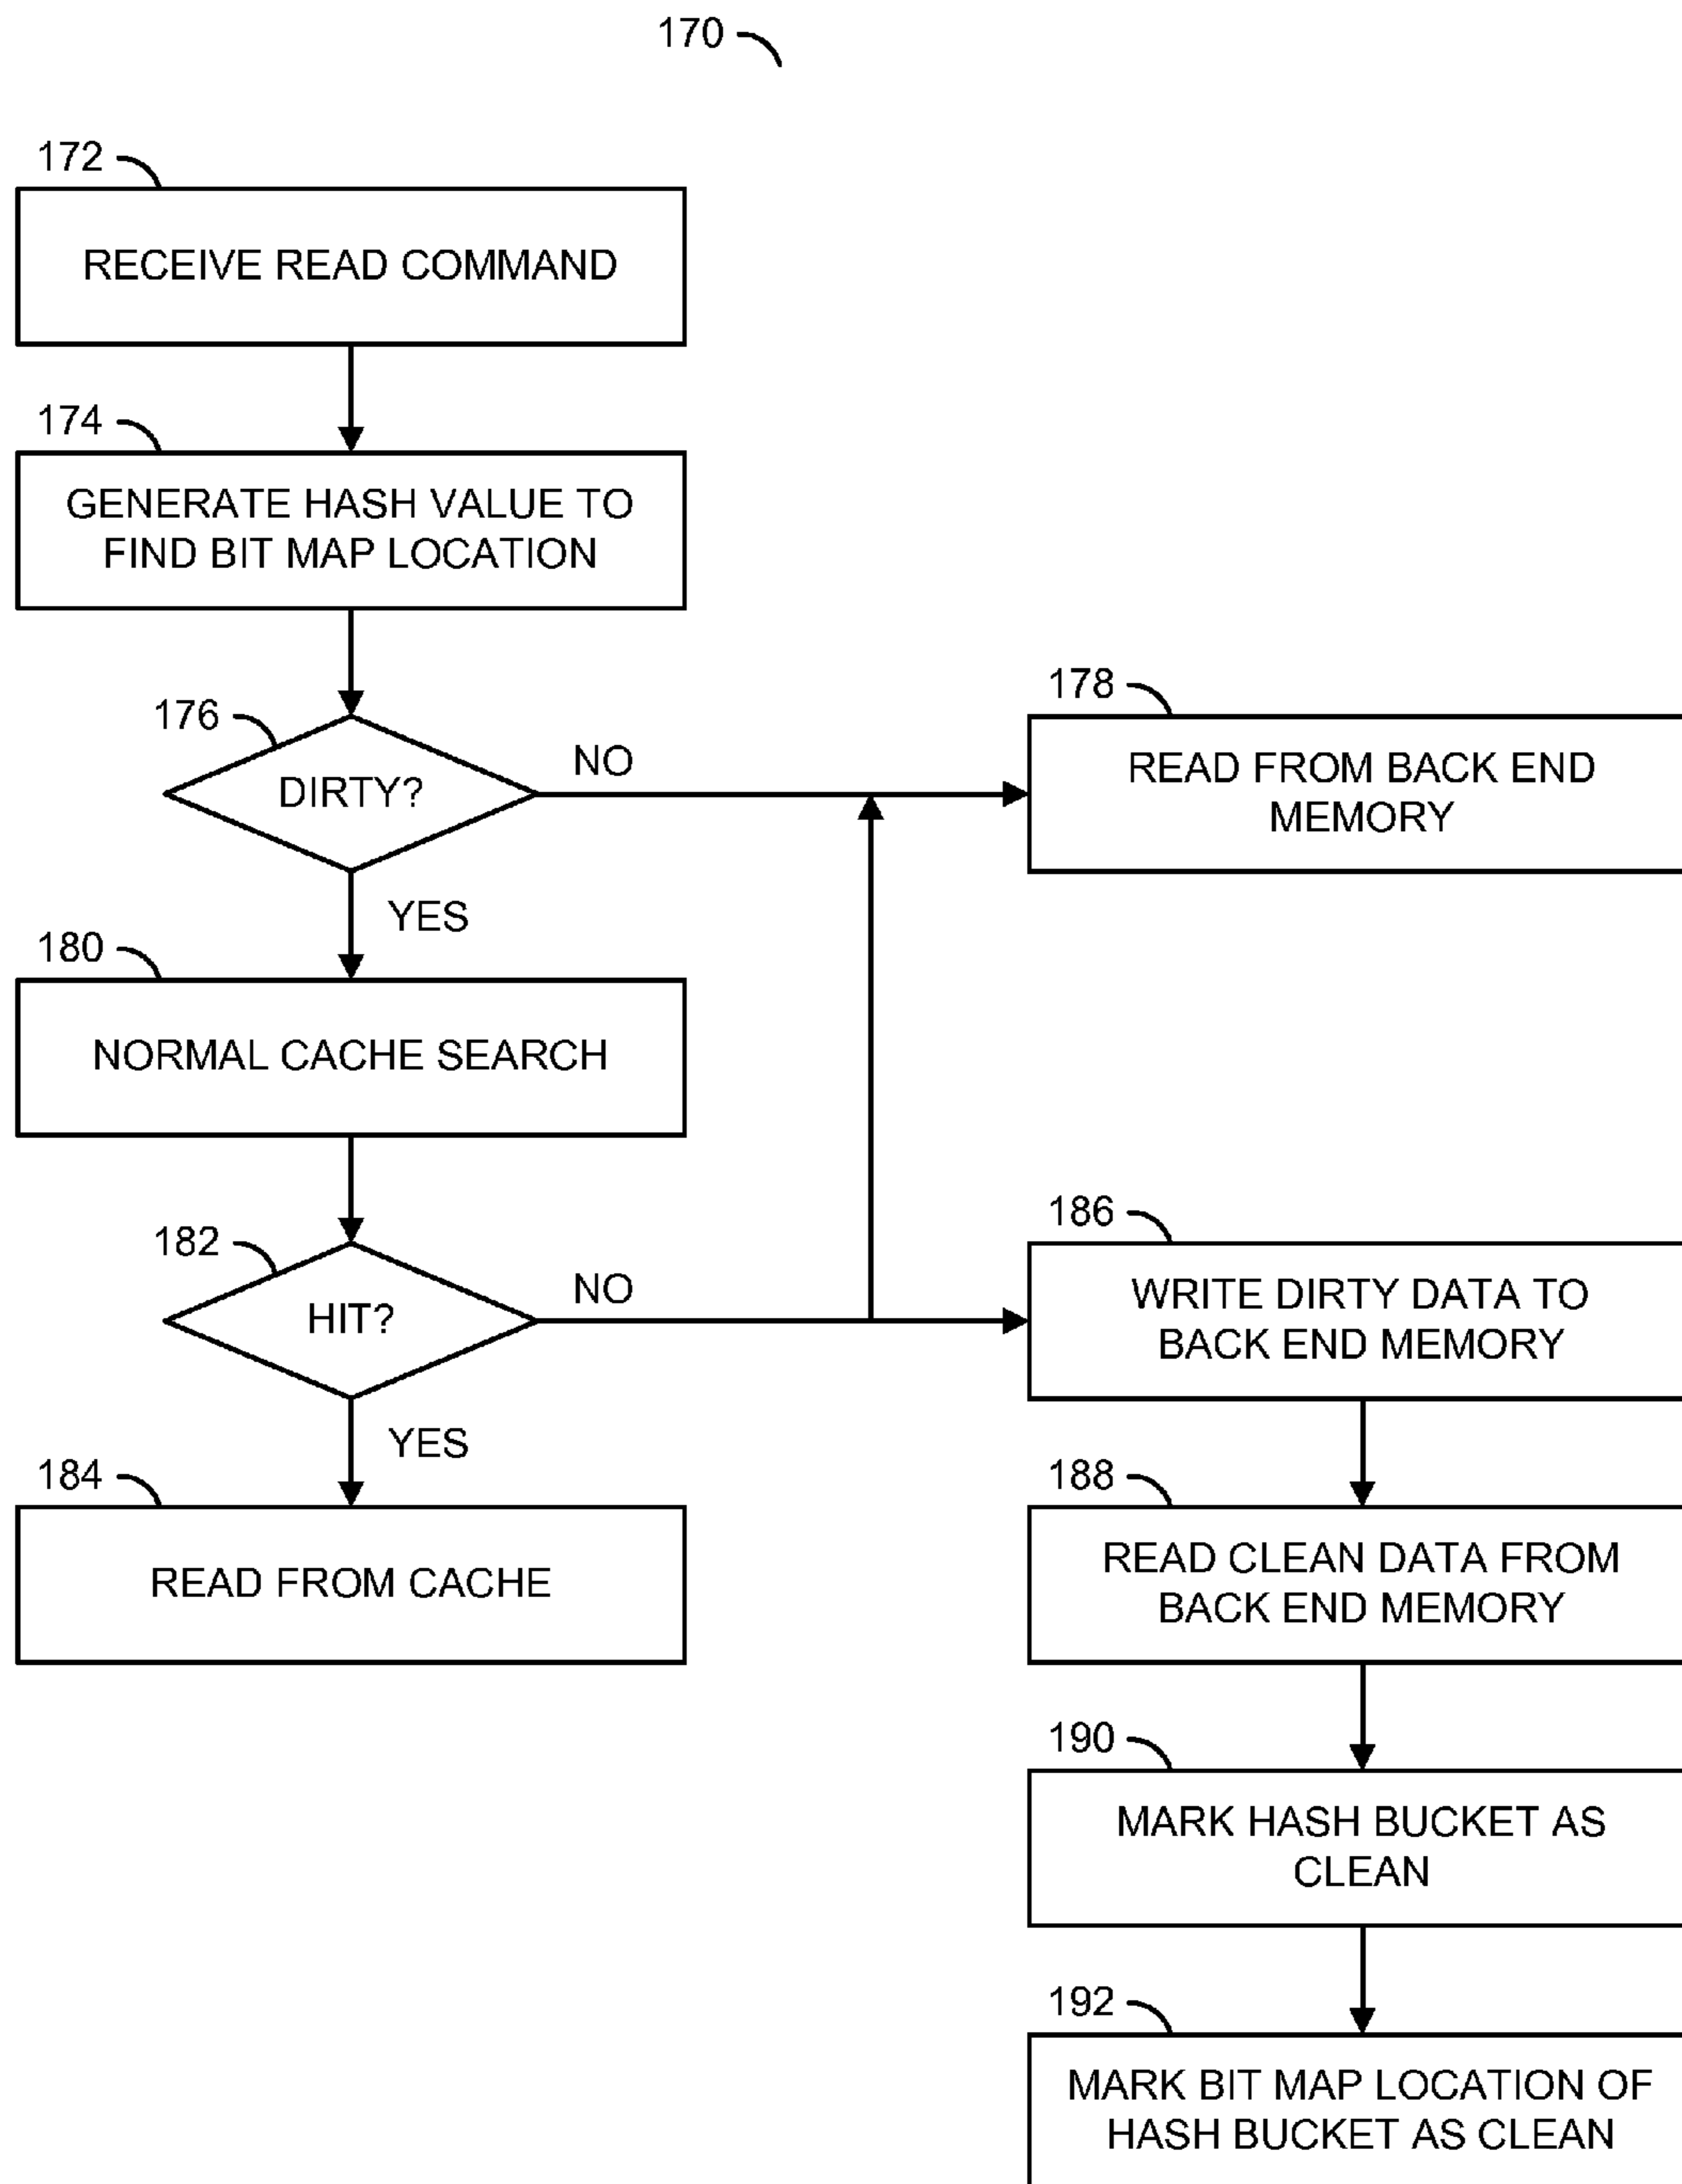 170
172
RECEIVE READ COMMAND
174
GENERATE HASH VALUE TO
FIND BIT MAP LOCATION
176
DIRTY?
NO
178
READ FROM BACK END
MEMORY
YES
180
NORMAL CACHE SEARCH
182
HIT?
NO
186
WRITE DIRTY DATA TO
BACK END MEMORY
YES
184
READ FROM CACHE
188
READ CLEAN DATA FROM
BACK END MEMORY
190
MARK HASH BUCKET AS
CLEAN
192
MARK BIT MAP LOCATION OF
HASH BUCKET AS CLEAN